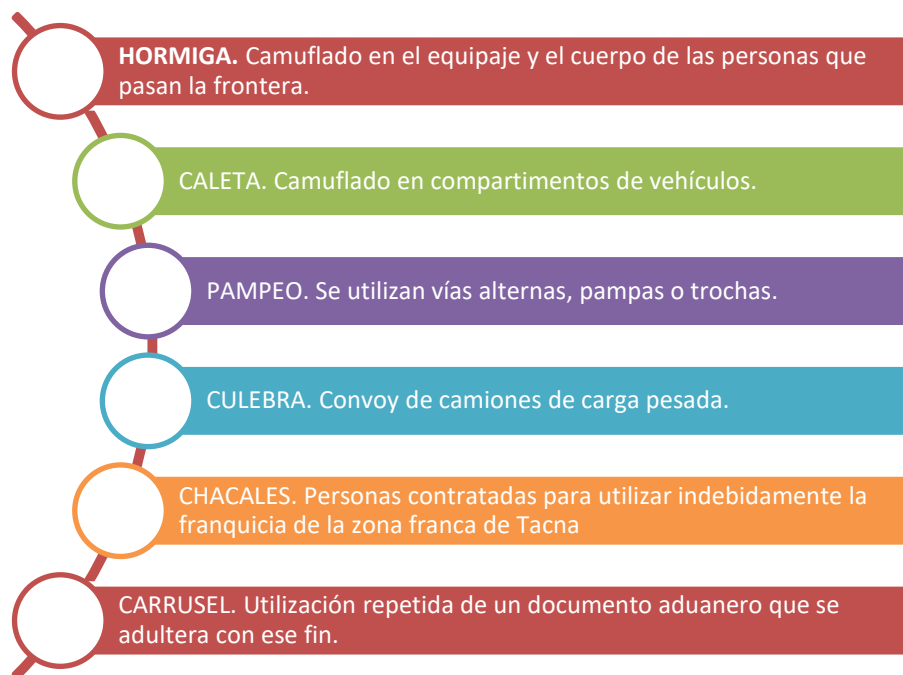 HORMIGA. Camuflado en el equipaje y el cuerpo de las personas que
pasan la frontera.
CALETA. Camuflado en compartimentos de vehículos.
PAMPEO. Se utilizan vías alternas, pampas o trochas.
CULEBRA. Convoy de camiones de carga pesada.
CHACALES. Personas contratadas para utilizar indebidamente la
franquicia de la zona franca de Tacna
CARRUSEL. Utilización repetida de un documento aduanero que se
adultera con ese fin.